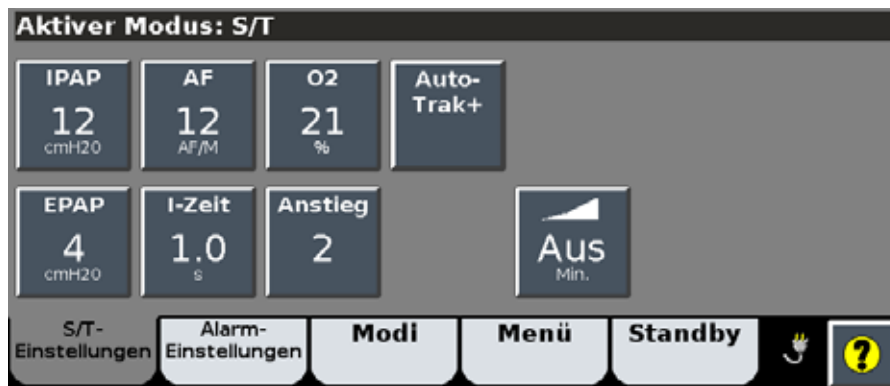 Aktiver Modus: S/T
IPAP
12
cmH20
AF
12
AF/M
O2
21
%
Auto-
Trak+
EPAP
4
cmH20
I-Zeit
1.0
s
Anstieg
2
Aus
Min.
S/T-
Einstellungen
Alarm-
Einstellungen
Modi
Menü
Standby
?